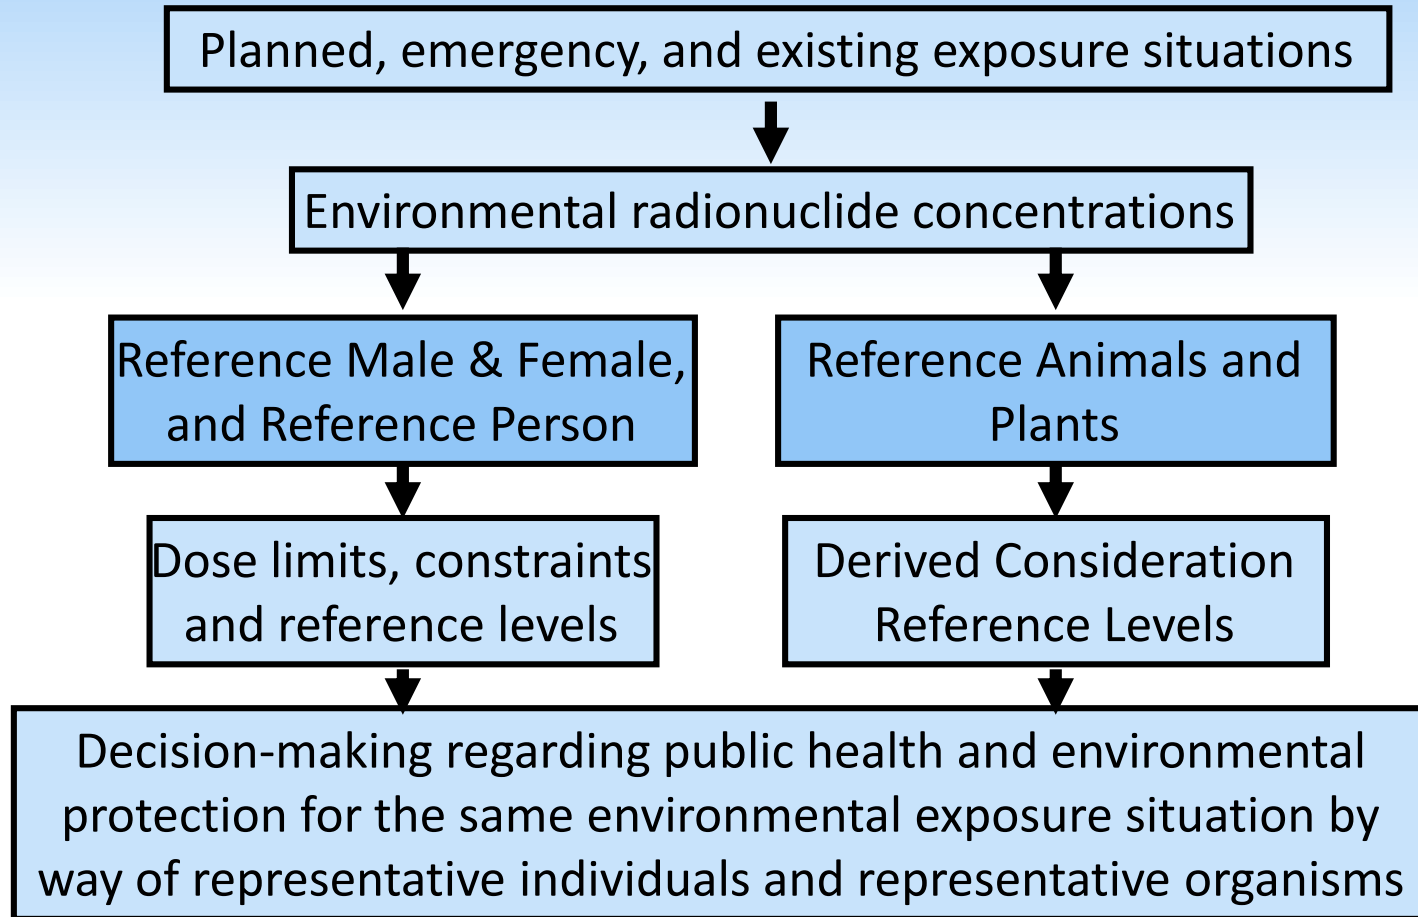 Planned, emergency, and existing exposure situations
Environmental radionuclide concentrations
Reference Male & Female,
and Reference Person
Reference Animals and
Plants
Dose limits, constraints
and reference levels
Derived Consideration
Reference Levels
Decision-making regarding public health and environmental
protection for the same environmental exposure situation by
way of representative individuals and representative organisms